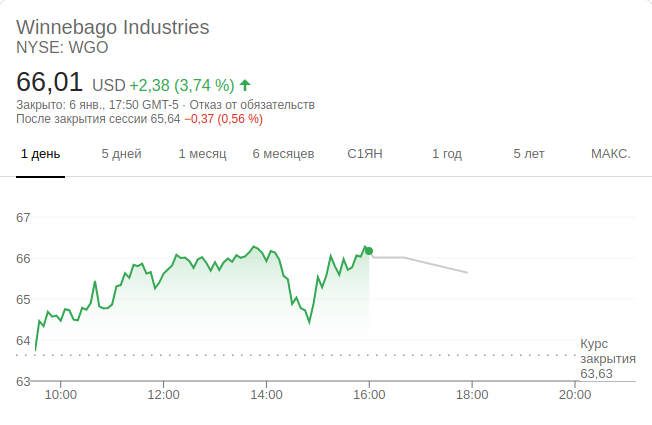 Winnebago Industries
NYSE: WGO
66,01 USD +2,38 (3,74 %)
Закрыто: 6 янв., 17:50 GMT-5 · Отказ от обязательств
После закрытия сессии 65,64 −0,37 (0,56 %)
1 день 5 дней 1 месяц 6 месяцев С1ЯН 1 год 5 лет МАКС.
67
66
65
64
Курс
закрытия
63,63
63
10:00 12:00 14:00 16:00 18:00 20:00